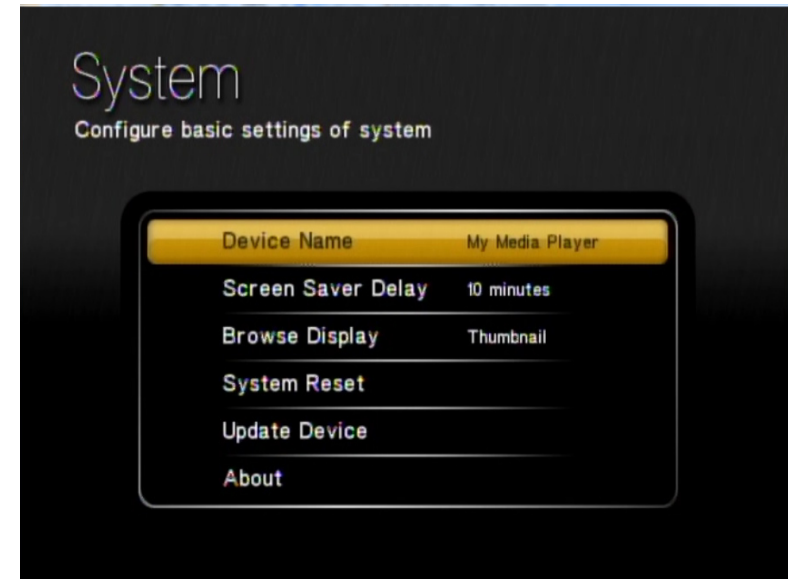 System
Configure basic settings of system
Device Name My Media Player
Screen Saver Delay 10 minutes
Browse Display Thumbnail
System Reset
Update Device
About